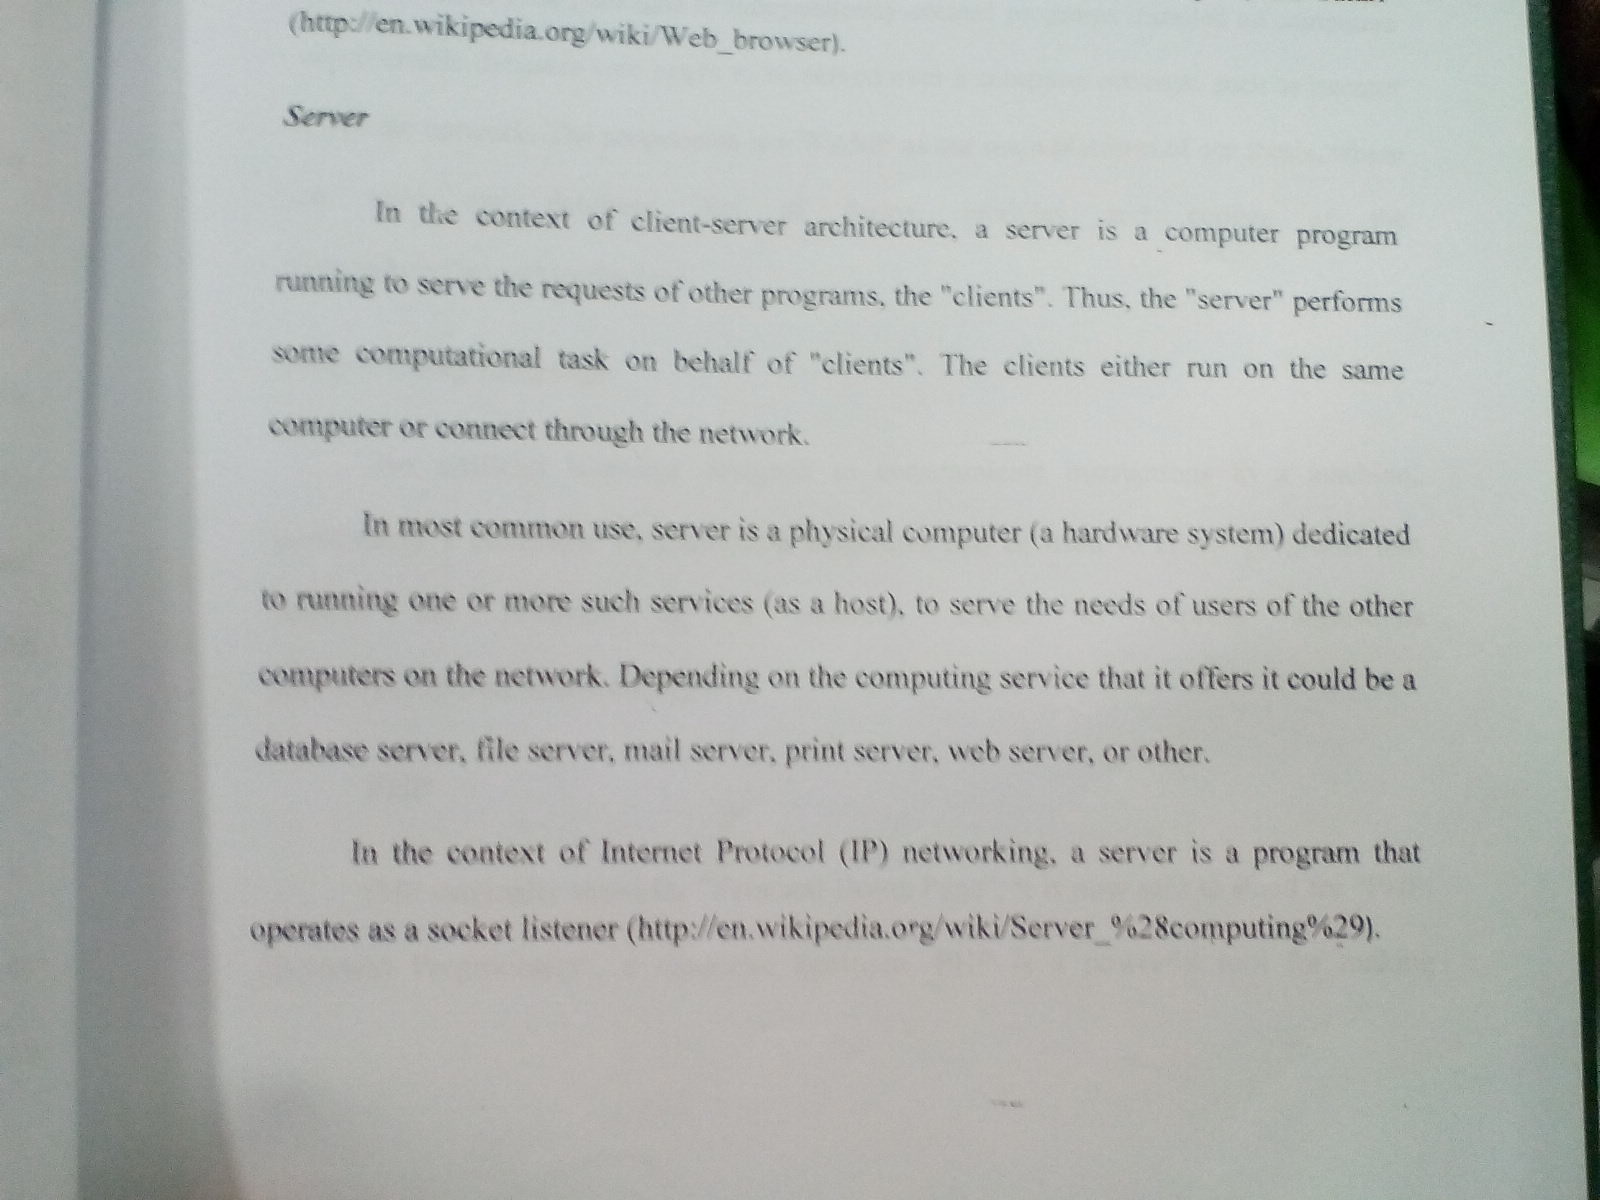 (http://en.wikipedia.org/wiki/Web_browser).
Server
In the context of client-server architecture, a server is a computer program
running to serve the requests of other programs, the "clients". Thus, the "server" performs
some computational task on behalf of "clients". The clients either run on the same
computer or connect through the network.
In most common use, server is a physical computer (a hardware system) dedicated
to running one or more such services (as a host), to serve the needs of users of the other
computers on the network. Depending on the computing service that it offers it could be a
database server, file server, mail server, print server, web server, or other.
In the context of Internet Protocol (IP) networking, a server is a program that
operates as a socket listener (http://en.wikipedia.org/wiki/Server_%28computing%29).